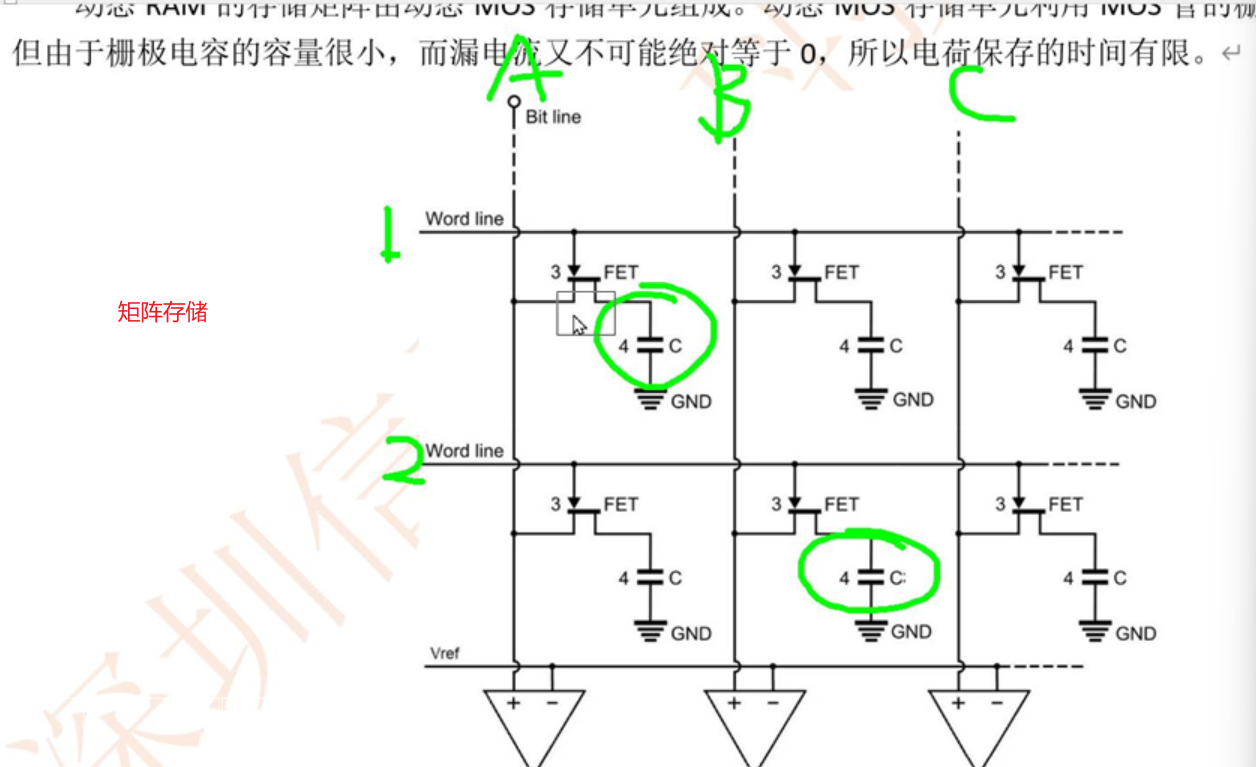 动态 RAM 的存储矩阵由动态 MOS 存储单元组成。动态 MOS 存储单元利用 MOS 管的栅
但由于栅极电容的容量很小，而漏电流又不可能绝对等于 0，所以电荷保存的时间有限。↵
A B C
Bit line
1 Word line
3 FET 3 FET 3 FET
矩阵存储
4 C 4 C 4 C
GND GND GND
2 Word line
3 FET 3 FET 3 FET
4 C 4 C: 4 C
GND GND GND
Vref
+ − + − + −
深圳信